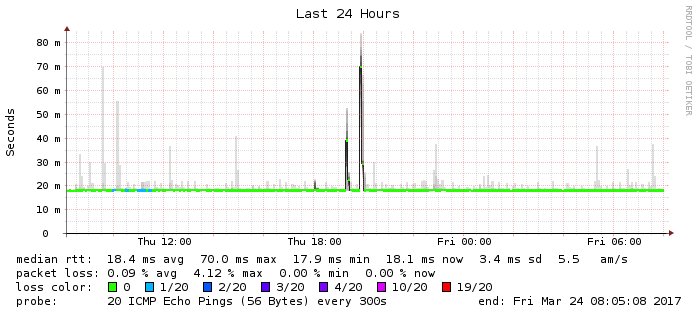 Last 24 Hours
RRDTOOL / TOBI OETIKER
Seconds
80 m
70 m
60 m
50 m
40 m
30 m
20 m
10 m
0
Thu 12:00 Thu 18:00 Fri 00:00 Fri 06:00
median rtt: 18.4 ms avg 70.0 ms max 17.9 ms min 18.1 ms now 3.4 ms sd 5.5 am/s
packet loss: 0.09 % avg 4.12 % max 0.00 % min 0.00 % now
loss color: 0 1/20 2/20 3/20 4/20 10/20 19/20
probe: 20 ICMP Echo Pings (56 Bytes) every 300s end: Fri Mar 24 08:05:08 2017